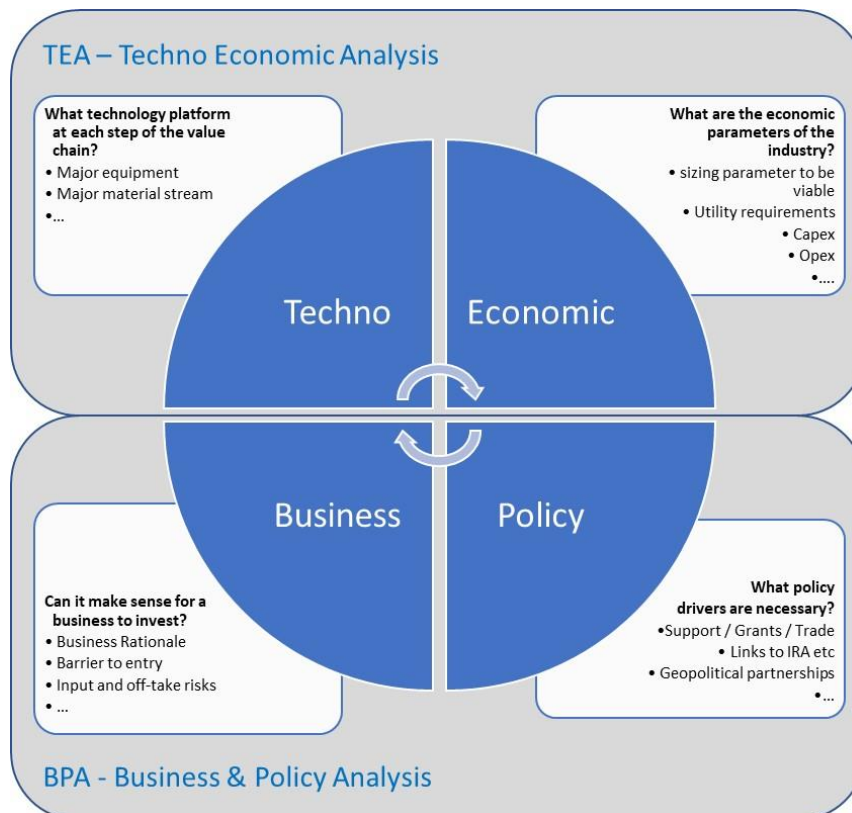 TEA – Techno Economic Analysis
What technology platform
at each step of the value
chain?
• Major equipment
• Major material stream
•...
What are the economic
parameters of the
industry?
• sizing parameter to be
viable
• Utility requirements
• Capex
• Opex
•....
Techno
Economic
Business
Policy
Can it make sense for a
business to invest?
• Business Rationale
• Barrier to entry
• Input and off-take risks
• ...
What policy
drivers are necessary?
•Support / Grants / Trade
• Links to IRA etc
• Geopolitical partnerships
•...
BPA - Business & Policy Analysis